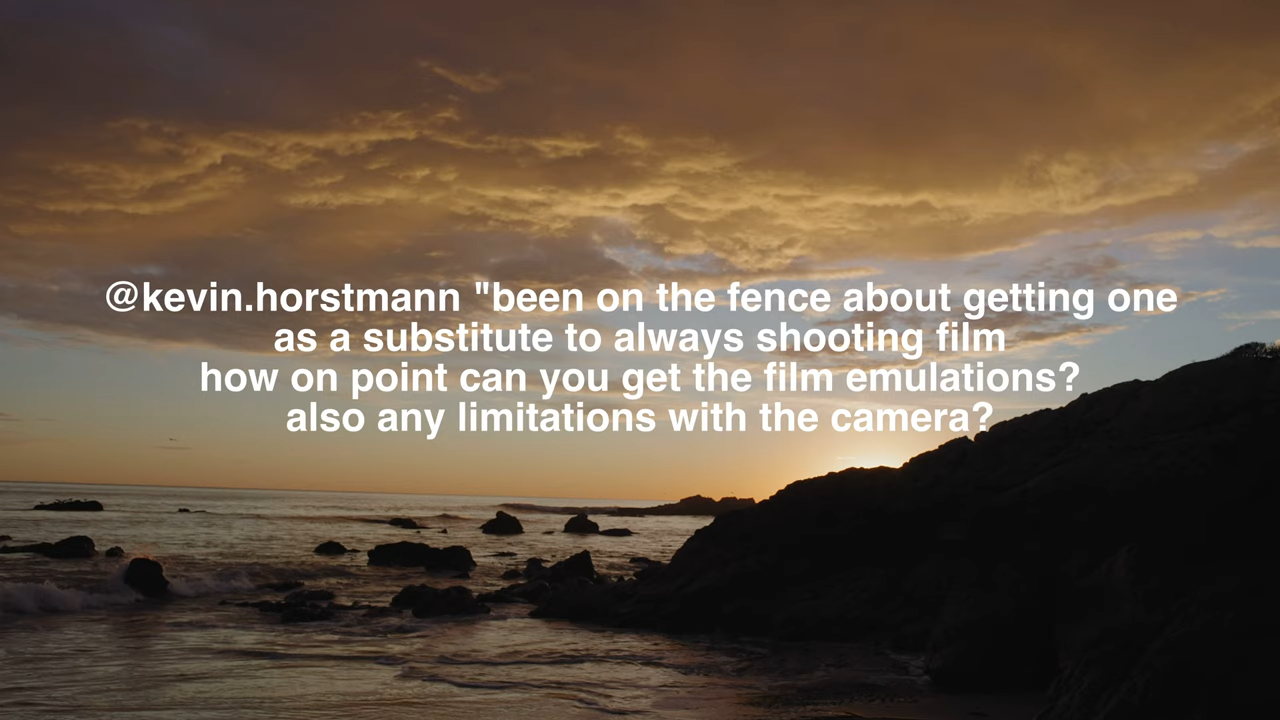 @kevin.horstmann "been on the fence about getting one
as a substitute to always shooting film
how on point can you get the film emulations?
also any limitations with the camera?